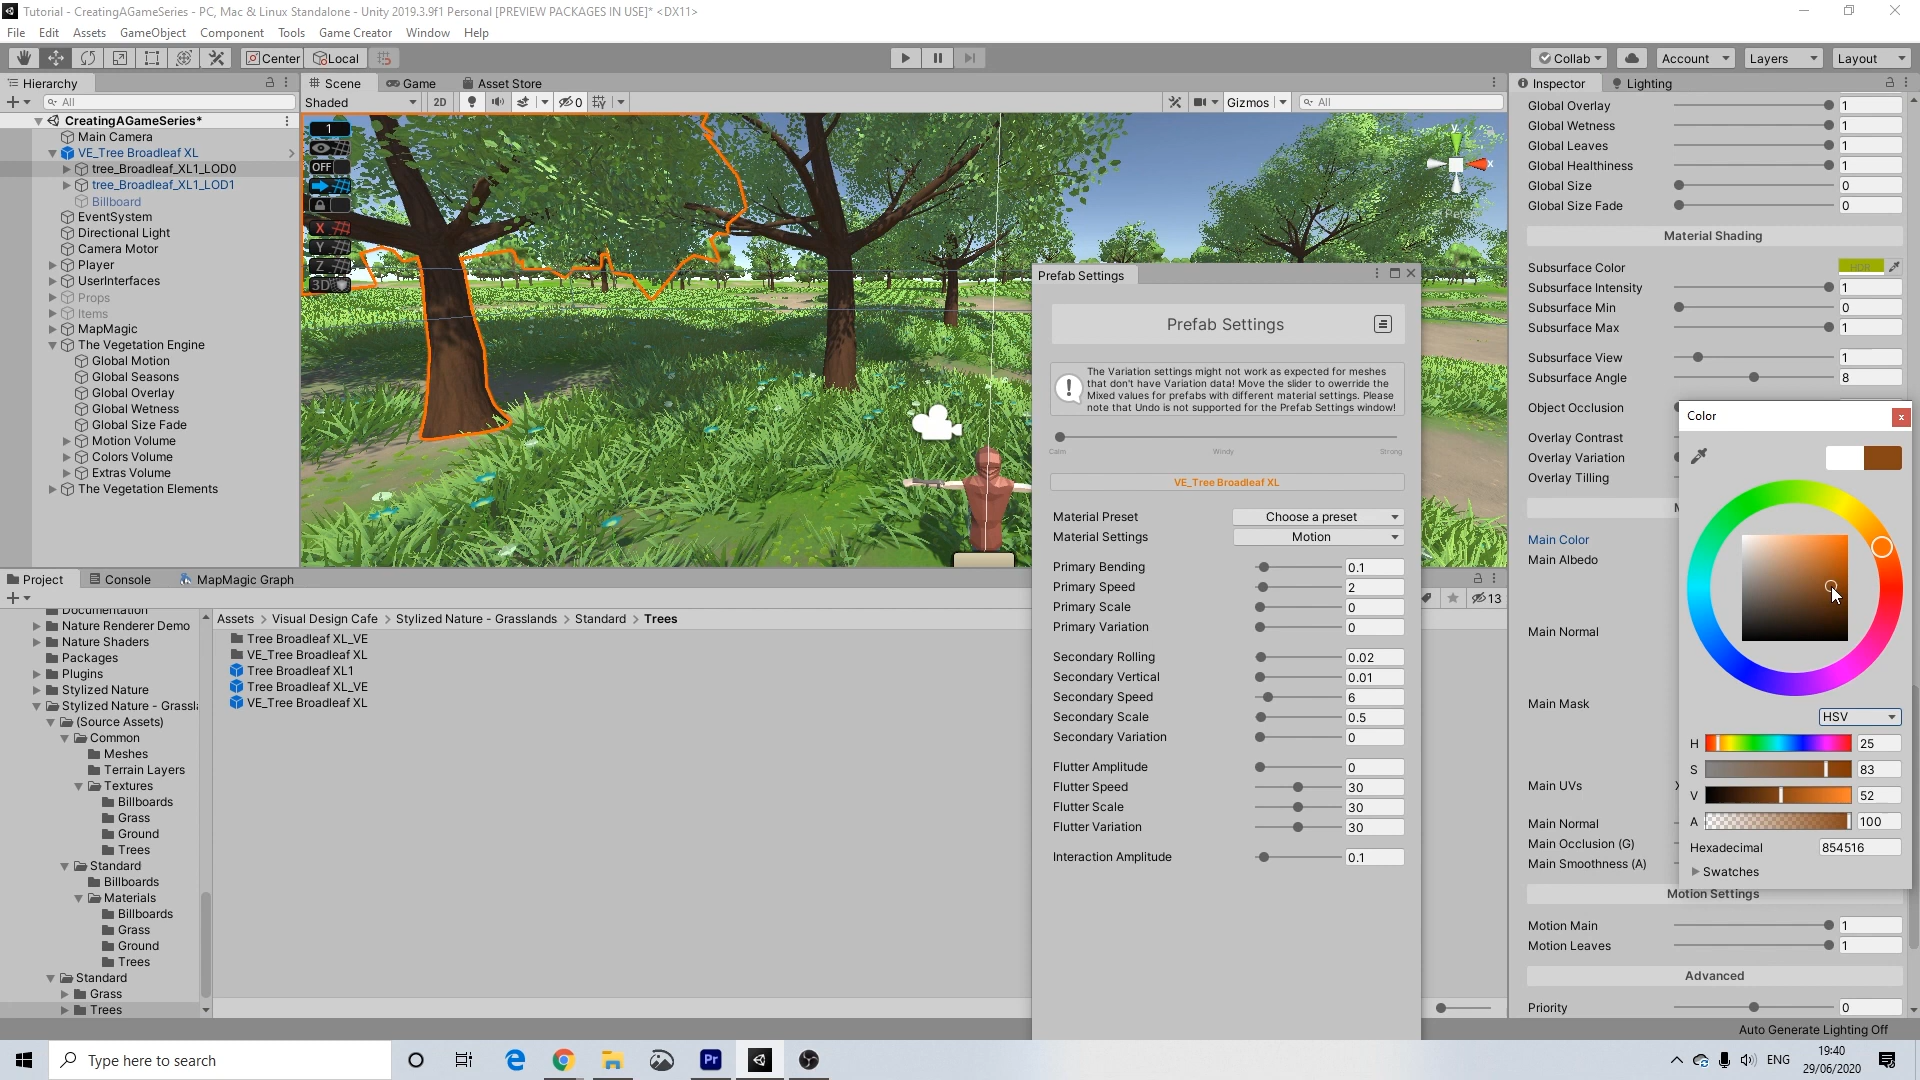 Tutorial - CreatingAGameSeries - PC, Mac & Linux Standalone - Unity 2019.3.9f1 Personal [PREVIEW PACKAGES IN USE]* <DX11>
File Edit Assets GameObject Component Tools Game Creator Window Help
Center Local Collab Account Layers Layout
Hierarchy
All
CreatingAGameSeries*
Main Camera
VE_Tree Broadleaf XL
tree_Broadleaf_XL1_LOD0
tree_Broadleaf_XL1_LOD1
Billboard
EventSystem
Directional Light
Camera Motor
Player
UserInterfaces
Props
Items
MapMagic
The Vegetation Engine
Global Motion
Global Seasons
Global Overlay
Global Wetness
Global Size Fade
Motion Volume
Colors Volume
Extras Volume
The Vegetation Elements
Scene Game Asset Store
Shaded 2D 0 Gizmos All
1
OFF
X
Y
Z
3D
y
x
Prefab Settings
Prefab Settings
The Variation settings might not work as expected for meshes
that don't have Variation data! Move the slider to owerride the
Mixed values for prefabs with different material settings. Please
note that Undo is not supported for the Prefab Settings window!
Calm Windy Strong
VE_Tree Broadleaf XL
Material Preset Choose a preset
Material Settings Motion
Primary Bending 0.1
Primary Speed 2
Primary Scale 0
Primary Variation 0
Secondary Rolling 0.02
Secondary Vertical 0.01
Secondary Speed 6
Secondary Scale 0.5
Secondary Variation 0
Flutter Amplitude 0
Flutter Speed 30
Flutter Scale 30
Flutter Variation 30
Interaction Amplitude 0.1
Inspector Lighting
Global Overlay 1
Global Wetness 1
Global Leaves 1
Global Healthiness 1
Global Size 0
Global Size Fade 0
Material Shading
Subsurface Color HDR
Subsurface Intensity 1
Subsurface Min 0
Subsurface Max 1
Subsurface View 1
Subsurface Angle 8
Object Occlusion
Overlay Contrast
Overlay Variation
Overlay Tilling
Main Color
Main Albedo
Main Normal
Main Mask
Main UVs
Main Normal
Main Occlusion (G)
Main Smoothness (A)
Motion Settings
Motion Main 1
Motion Leaves 1
Advanced
Priority 0
Color
x
HSV
H 25
S 83
V 52
A 100
Hexadecimal 854516
Swatches
Project Console MapMagic Graph
13
Documentation
Nature Renderer Demo
Nature Shaders
Packages
Plugins
Stylized Nature
Stylized Nature - Grassl
(Source Assets)
Common
Meshes
Terrain Layers
Textures
Billboards
Grass
Ground
Trees
Standard
Billboards
Materials
Billboards
Grass
Ground
Trees
Standard
Grass
Trees
Assets > Visual Design Cafe > Stylized Nature - Grasslands > Standard > Trees
Tree Broadleaf XL_VE
VE_Tree Broadleaf XL
Tree Broadleaf XL1
Tree Broadleaf XL_VE
VE_Tree Broadleaf XL
Auto Generate Lighting Off
Type here to search
Pr
ENG
19:40
29/06/2020